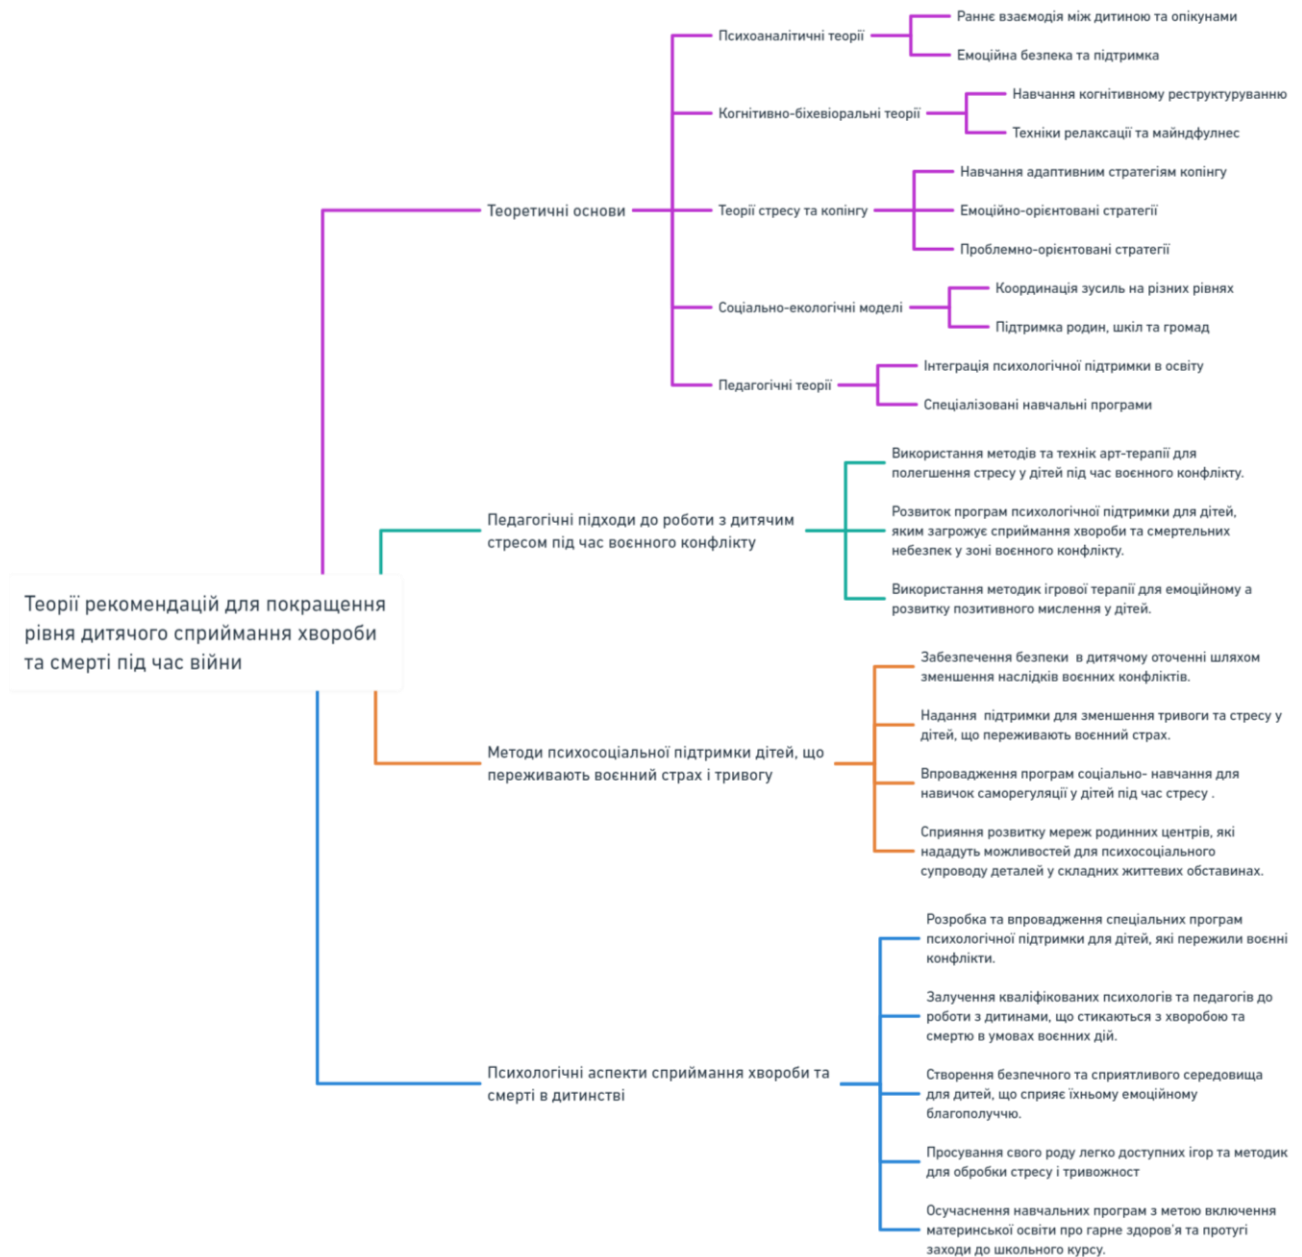 Теорії рекомендацій для покращення
рівня дитячого сприймання хвороби
та смерті під час війни
Теоретичні основи
Психоаналітичні теорії
Раннє взаємодія між дитиною та опікунами
Емоційна безпека та підтримка
Когнітивно-біхевіоральні теорії
Навчання когнітивному реструктуруванню
Техніки релаксації та майндфулнес
Теорії стресу та копінгу
Навчання адаптивним стратегіям копінгу
Емоційно-орієнтовані стратегії
Проблемно-орієнтовані стратегії
Соціально-екологічні моделі
Координація зусиль на різних рівнях
Підтримка родин, шкіл та громад
Педагогічні теорії
Інтеграція психологічної підтримки в освіту
Спеціалізовані навчальні програми
Педагогічні підходи до роботи з дитячим
стресом під час воєнного конфлікту
Використання методів та технік арт-терапії для
полегшення стресу у дітей під час воєнного конфлікту.
Розвиток програм психологічної підтримки для дітей,
яким загрожує сприймання хвороби та смертельних
небезпек у зоні воєнного конфлікту.
Використання методик ігрової терапії для емоційному а
розвитку позитивного мислення у дітей.
Методи психосоціальної підтримки дітей, що
переживають воєнний страх і тривогу
Забезпечення безпеки в дитячому оточенні шляхом
зменшення наслідків воєнних конфліктів.
Надання підтримки для зменшення тривоги та стресу у
дітей, що переживають воєнний страх.
Впровадження програм соціально- навчання для
навичок саморегуляції у дітей під час стресу .
Сприяння розвитку мереж родинних центрів, які
нададуть можливостей для психосоціального
супроводу деталей у складних життєвих обставинах.
Психологічні аспекти сприймання хвороби та
смерті в дитинстві
Розробка та впровадження спеціальних програм
психологічної підтримки для дітей, які пережили воєнні
конфлікти.
Залучення кваліфікованих психологів та педагогів до
роботи з дитинами, що стикаються з хворобою та
смертю в умовах воєнних дій.
Створення безпечного та сприятливого середовища
для дитей, що сприяє їхньому емоційному
благополуччю.
Просування свого роду легко доступних ігор та методик
для обробки стресу і тривожност
Осучаснення навчальних програм з метою включення
материнської освіти про гарне здоров'я та протугі
заходи до шкільного курсу.